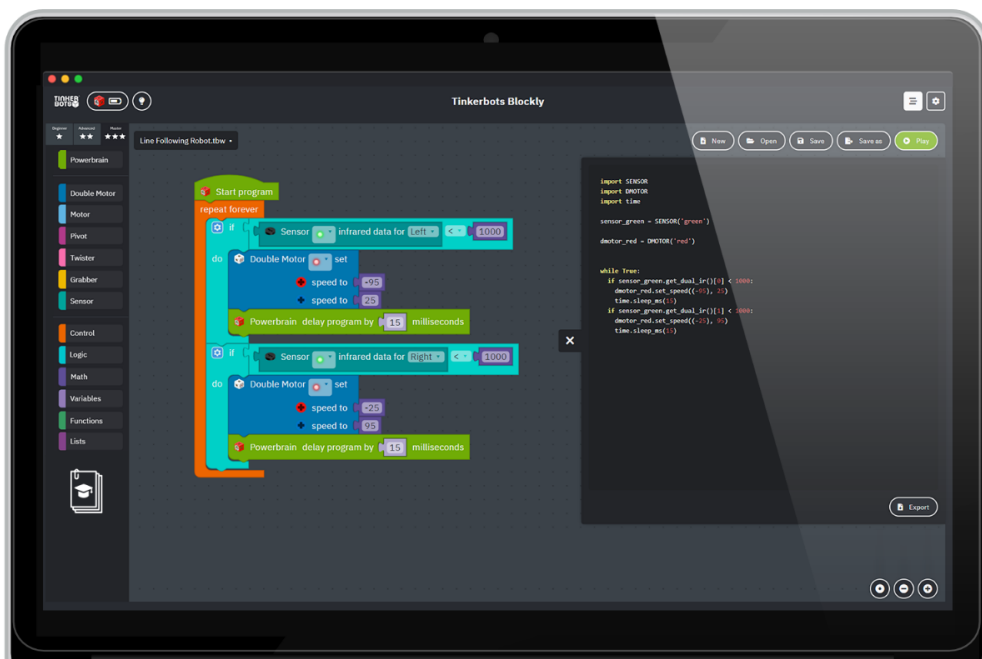 TINKER
BOTS
Tinkerbots Blockly
Beginner Advanced Master
Line Following Robot.tbw
New Open Save Save as Play
Powerbrain
Double Motor
Motor
Pivot
Twister
Grabber
Sensor
Control
Logic
Math
Variables
Functions
Lists
Start program
repeat forever
if Sensor infrared data for Left < 1000
do Double Motor set
speed to -95
speed to 25
Powerbrain delay program by 15 milliseconds
if Sensor infrared data for Right < 1000
do Double Motor set
speed to -25
speed to 95
Powerbrain delay program by 15 milliseconds
×
import SENSOR
import DMOTOR
import time
sensor_green = SENSOR('green')
dmotor_red = DMOTOR('red')
while True:
if sensor_green.get_dual_ir()[0] < 1000:
dmotor_red.set_speed((-95), 25)
time.sleep_ms(15)
if sensor_green.get_dual_ir()[1] < 1000:
dmotor_red.set_speed((-25), 95)
time.sleep_ms(15)
Export